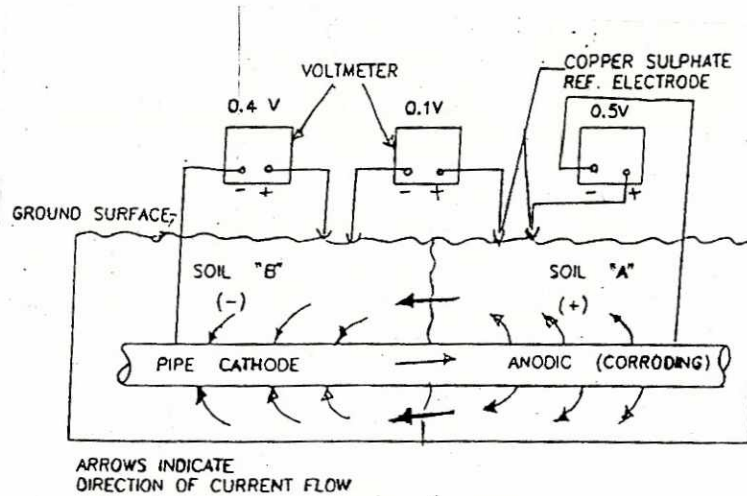 VOLTMETER
COPPER SULPHATE
REF. ELECTRODE
0.4 V
0.1V
0.5V
- +
- +
- +
GROUND SURFACE
SOIL "B"
(-)
SOIL "A"
(+)
PIPE CATHODE
ANODIC (CORRODING)
ARROWS INDICATE
DIRECTION OF CURRENT FLOW